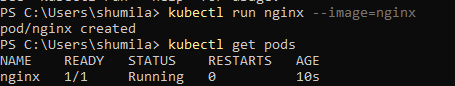 PS C:\Users\shumila> kubectl run nginx --image=nginx
pod/nginx created
PS C:\Users\shumila> kubectl get pods
NAME    READY   STATUS    RESTARTS   AGE
nginx   1/1     Running   0          10s